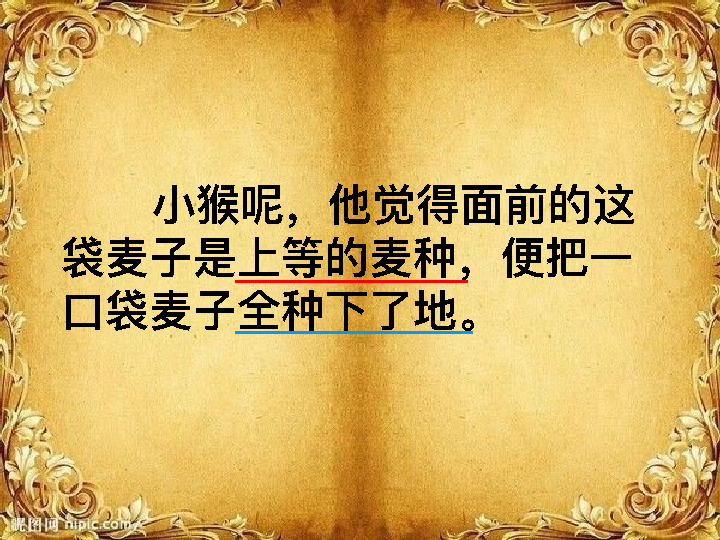 小猴呢，他觉得面前的这
袋麦子是上等的麦种，便把一
口袋麦子全种下了地。
昵图网 nipic.com